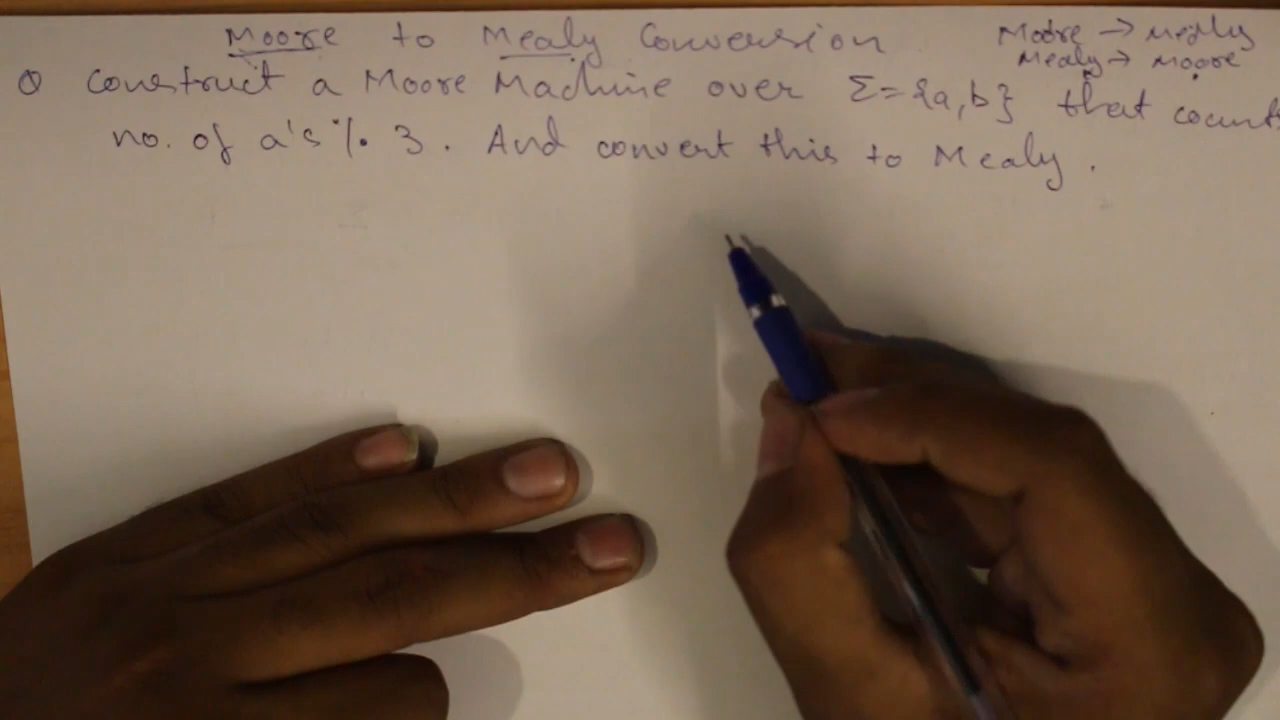 Moore to Mealy Conversion
Moore → Mealy
Mealy → Moore
Q Construct a Moore Machine over Σ={a,b} that counts
no. of a's % 3. And convert this to Mealy.